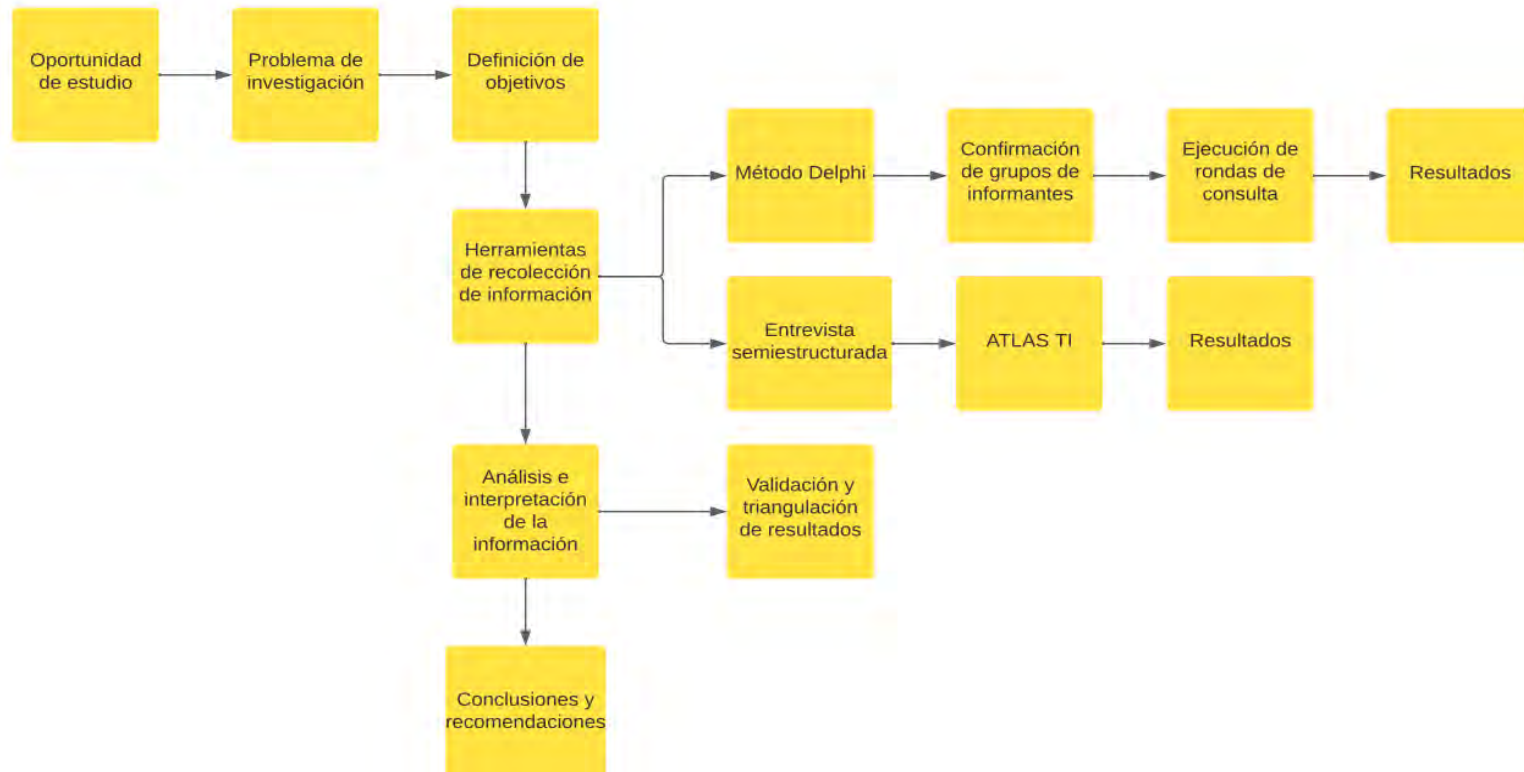 Oportunidad
de estudio
Problema de
investigación
Definición de
objetivos
Método Delphi
Confirmación
de grupos de
informantes
Ejecución de
rondas de
consulta
Resultados
Herramientas
de recolección
de información
Entrevista
semiestructurada
ATLAS TI
Resultados
Análisis e
interpretación
de la
información
Validación y
triangulación
de resultados
Conclusiones y
recomendaciones